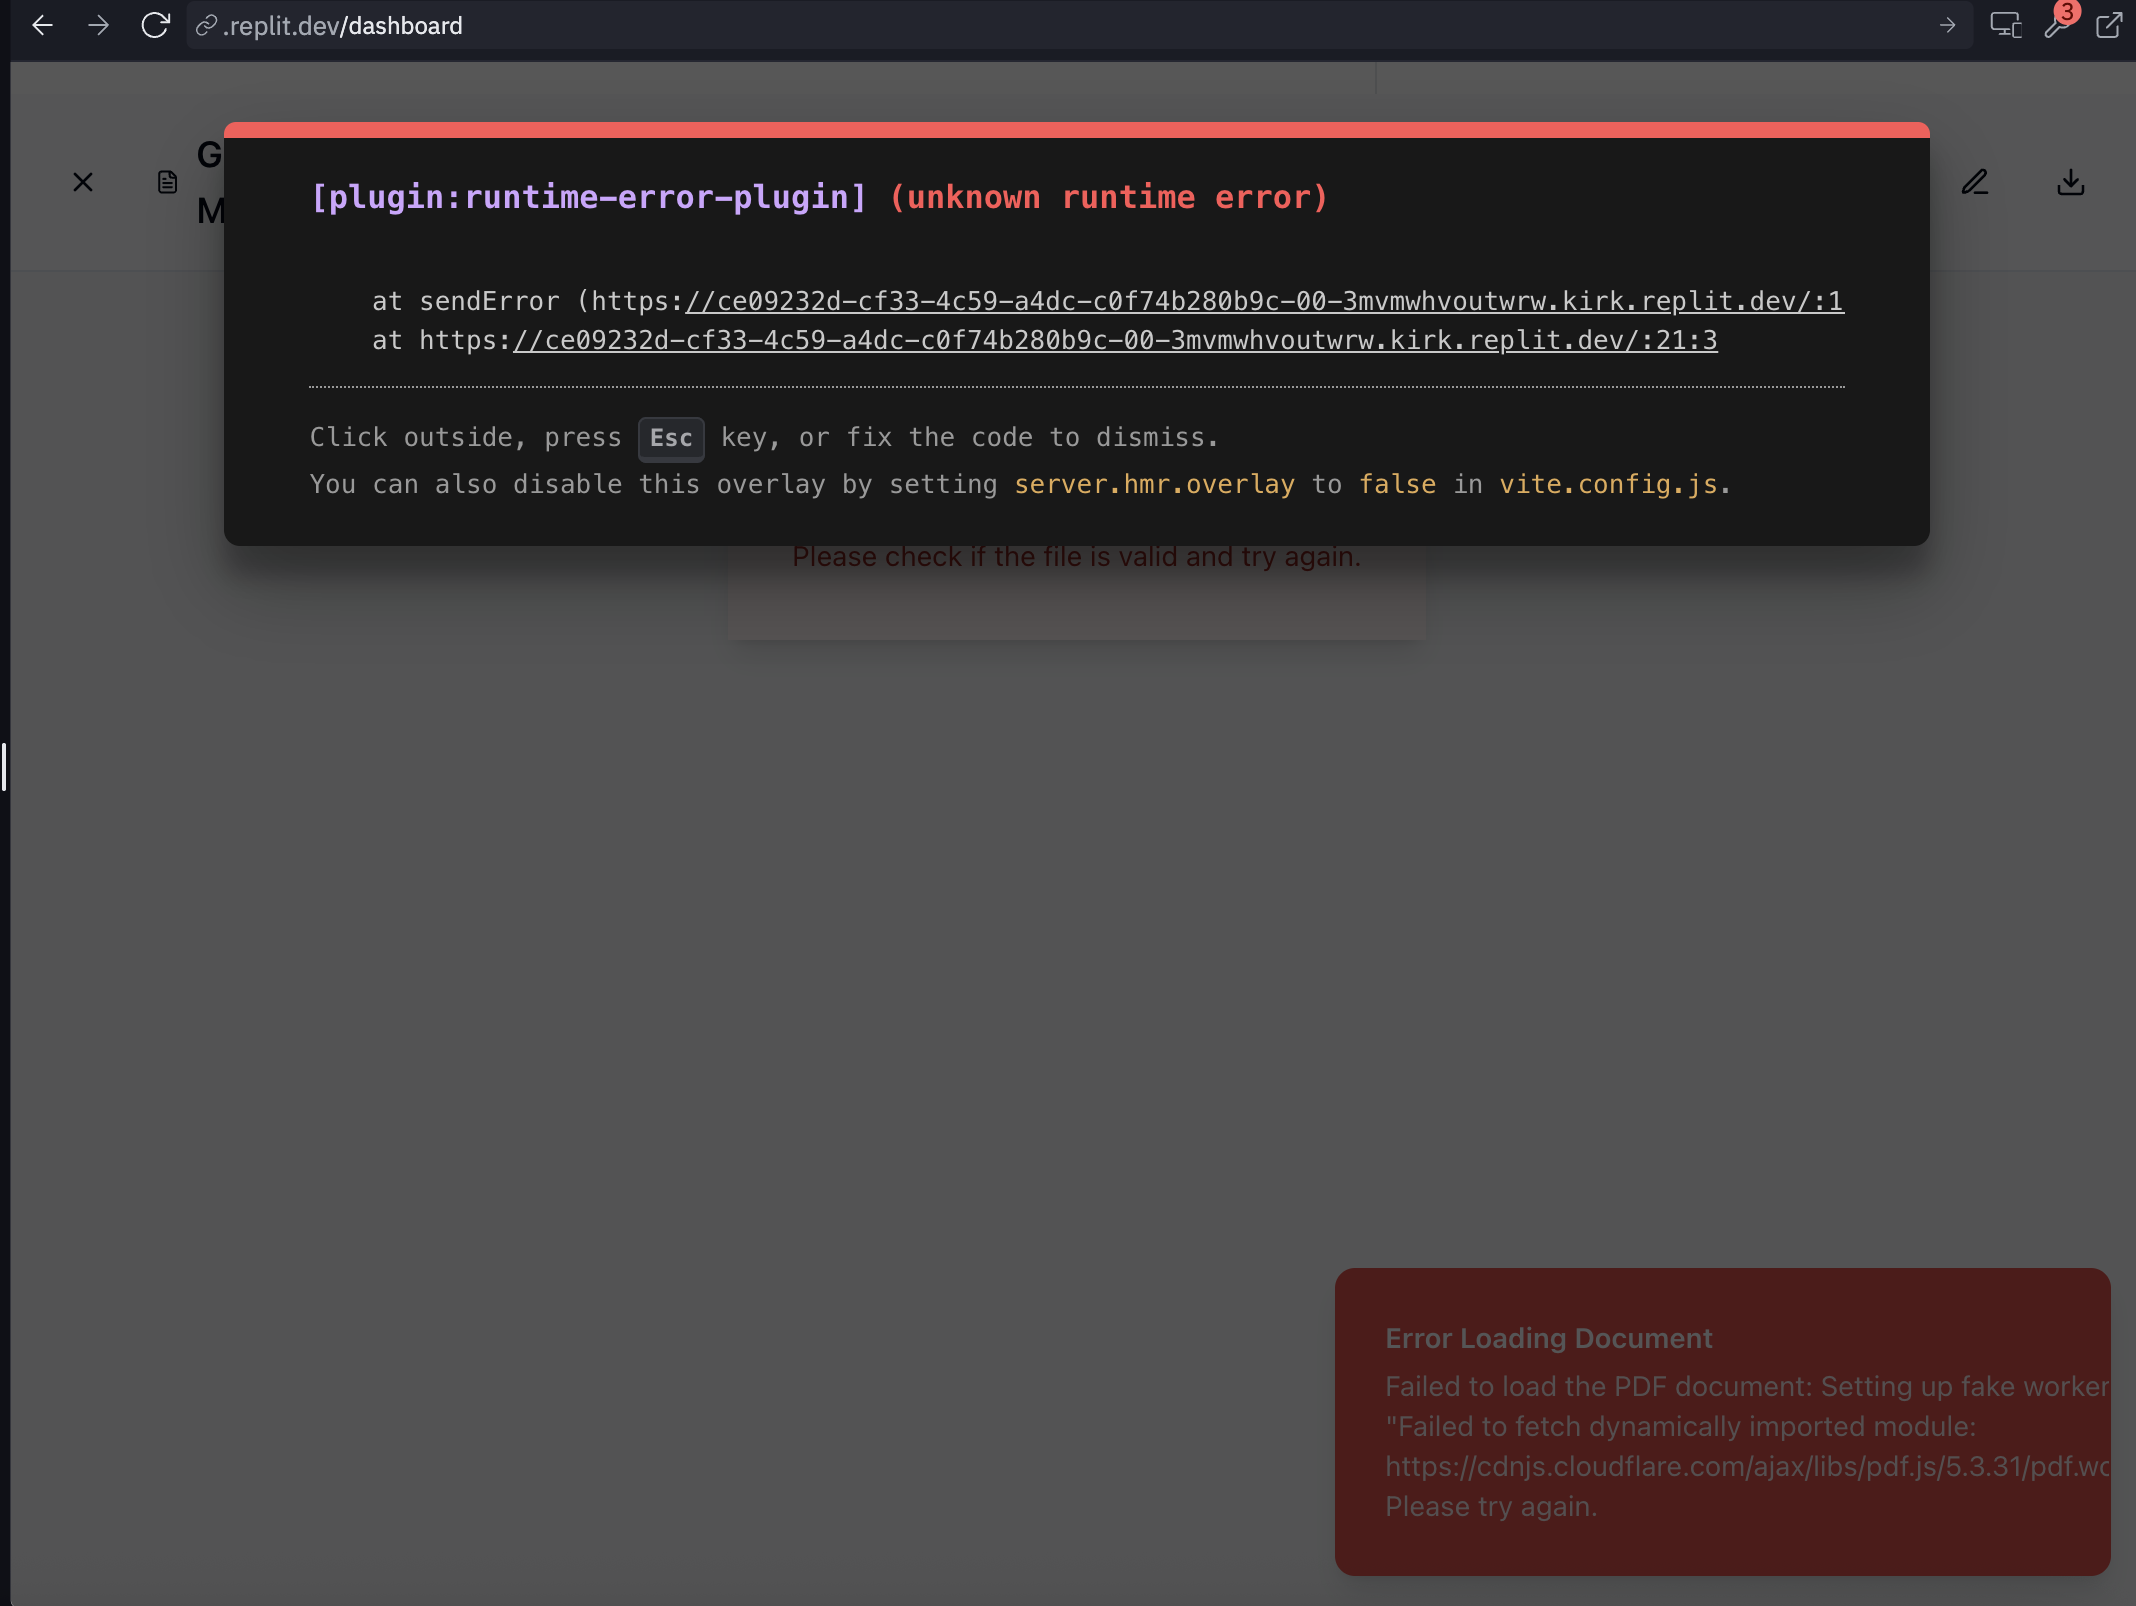 .replit.dev/dashboard
3
G
M
[plugin:runtime-error-plugin] (unknown runtime error)
at sendError (https://ce09232d-cf33-4c59-a4dc-c0f74b280b9c-00-3mvmwhvoutwrw.kirk.replit.dev/:1
at https://ce09232d-cf33-4c59-a4dc-c0f74b280b9c-00-3mvmwhvoutwrw.kirk.replit.dev/:21:3
Click outside, press Esc key, or fix the code to dismiss.
You can also disable this overlay by setting server.hmr.overlay to false in vite.config.js.
Please check if the file is valid and try again.
Error Loading Document
Failed to load the PDF document: Setting up fake worker
"Failed to fetch dynamically imported module:
https://cdnjs.cloudflare.com/ajax/libs/pdf.js/5.3.31/pdf.wo
Please try again.